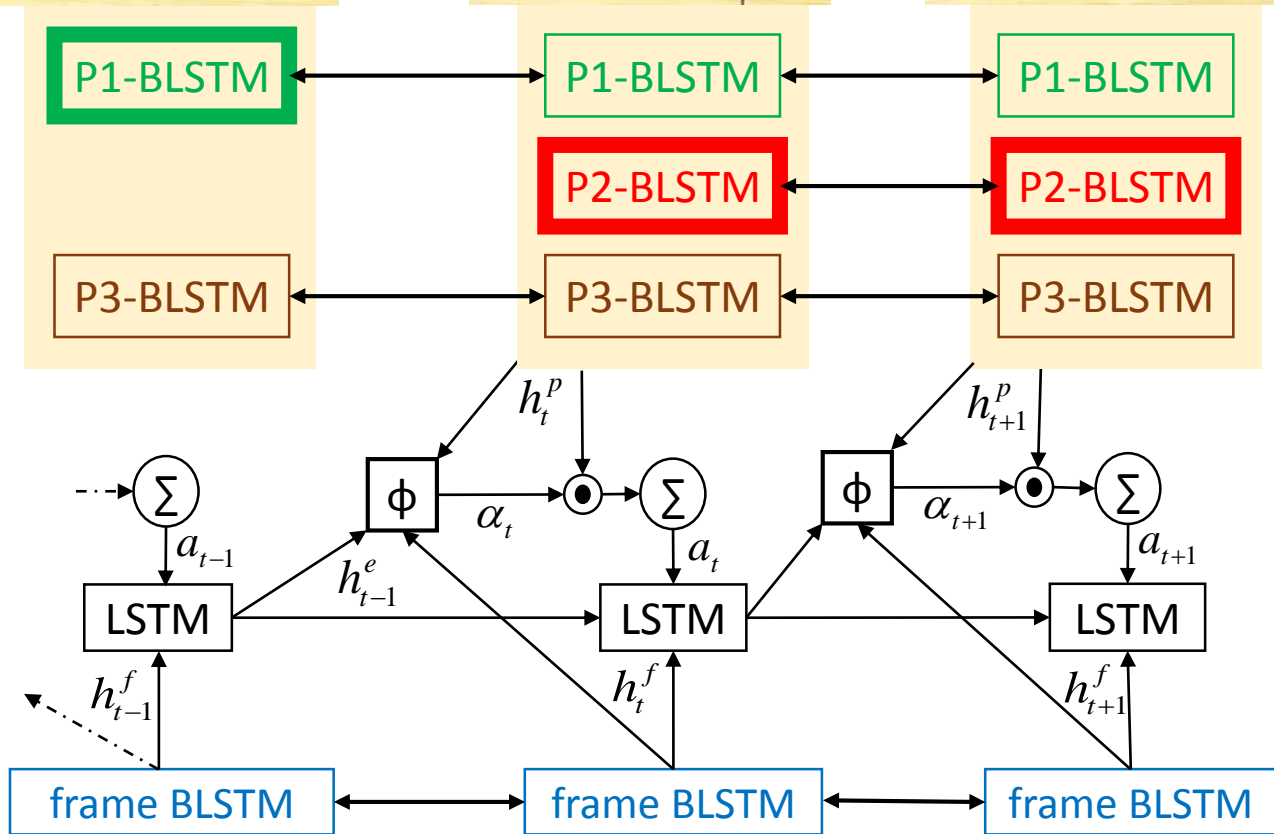 P1-BLSTM P1-BLSTM P1-BLSTM
P2-BLSTM P2-BLSTM
P3-BLSTM P3-BLSTM P3-BLSTM
h_t^p h_{t+1}^p
∑ ϕ ∑ ϕ ∑
α_t α_{t+1}
a_{t-1} a_t a_{t+1}
h_{t-1}^e
LSTM LSTM LSTM
h_{t-1}^f h_t^f h_{t+1}^f
frame BLSTM frame BLSTM frame BLSTM